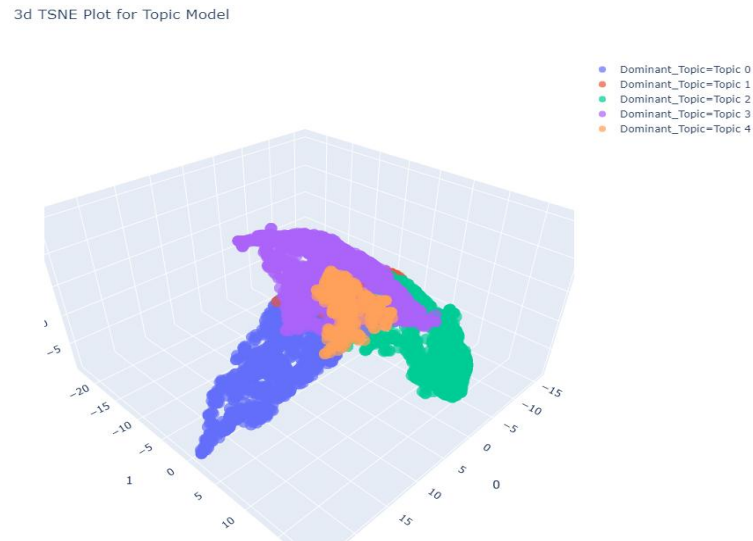 3d TSNE Plot for Topic Model
Dominant_Topic=Topic 0
Dominant_Topic=Topic 1
Dominant_Topic=Topic 2
Dominant_Topic=Topic 3
Dominant_Topic=Topic 4
−5
−20
−15
−10
−5
0
5
10
1
−15
−10
−5
0
5
10
15
0